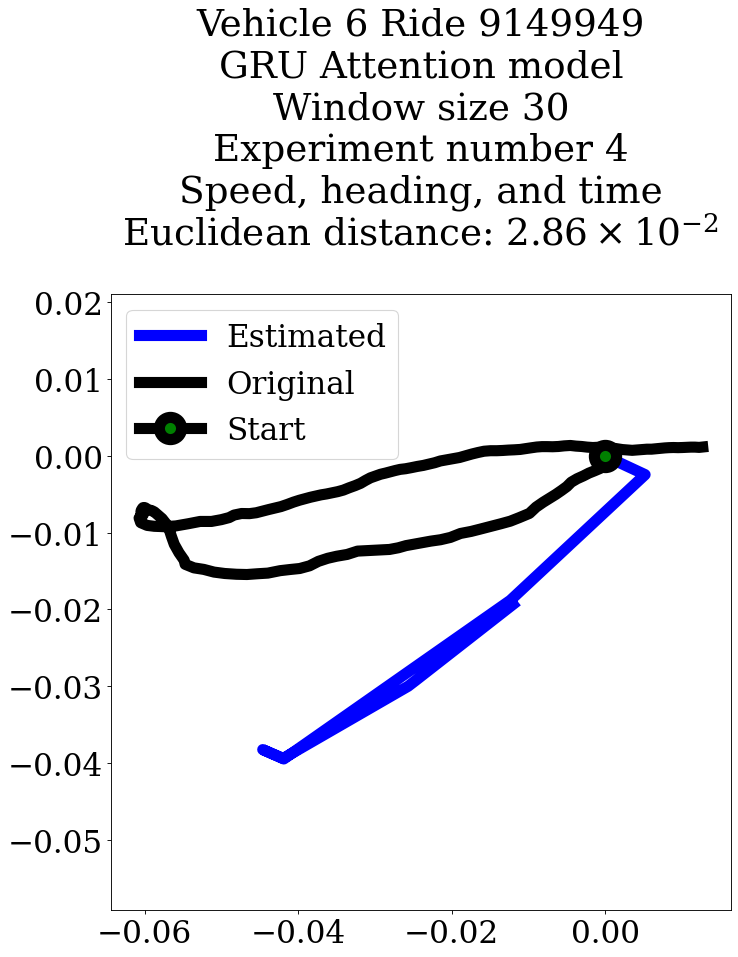 Vehicle 6 Ride 9149949
GRU Attention model
Window size 30
Experiment number 4
Speed, heading, and time
Euclidean distance: 2.86 × 10⁻²
0.02
0.01
0.00
−0.01
−0.02
−0.03
−0.04
−0.05
Estimated
Original
Start
−0.06 −0.04 −0.02 0.00